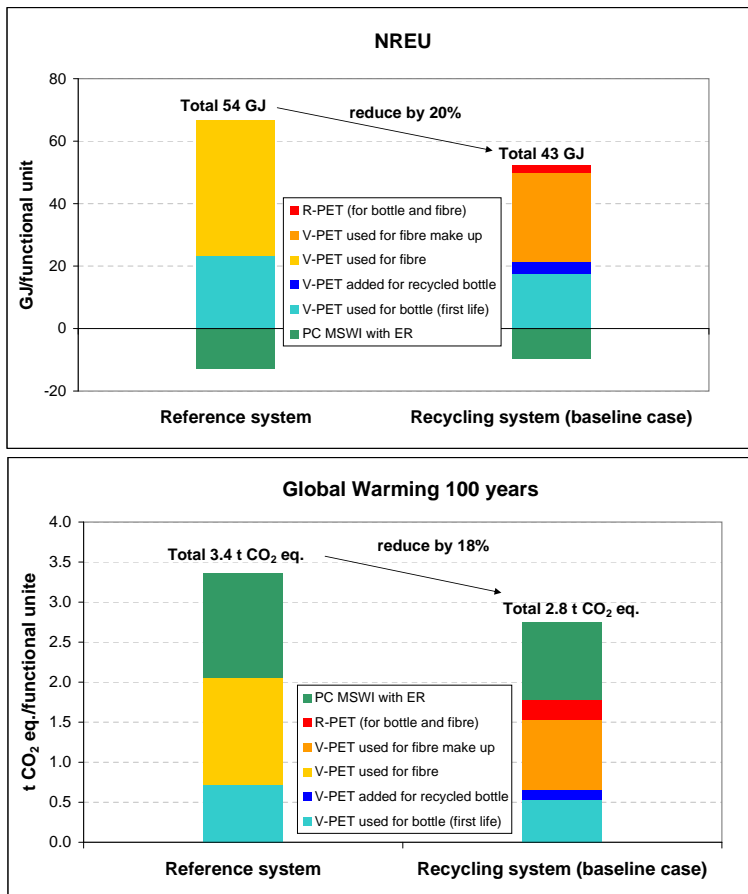 NREU
80
60
40
20
0
-20
GJ/functional unit
Total 54 GJ
reduce by 20%
Total 43 GJ
R-PET (for bottle and fibre)
V-PET used for fibre make up
V-PET used for fibre
V-PET added for recycled bottle
V-PET used for bottle (first life)
PC MSWI with ER
Reference system
Recycling system (baseline case)
Global Warming 100 years
4.0
3.5
3.0
2.5
2.0
1.5
1.0
0.5
0.0
t CO₂ eq./functional unite
Total 3.4 t CO₂ eq.
reduce by 18%
Total 2.8 t CO₂ eq.
PC MSWI with ER
R-PET (for bottle and fibre)
V-PET used for fibre make up
V-PET used for fibre
V-PET added for recycled bottle
V-PET used for bottle (first life)
Reference system
Recycling system (baseline case)